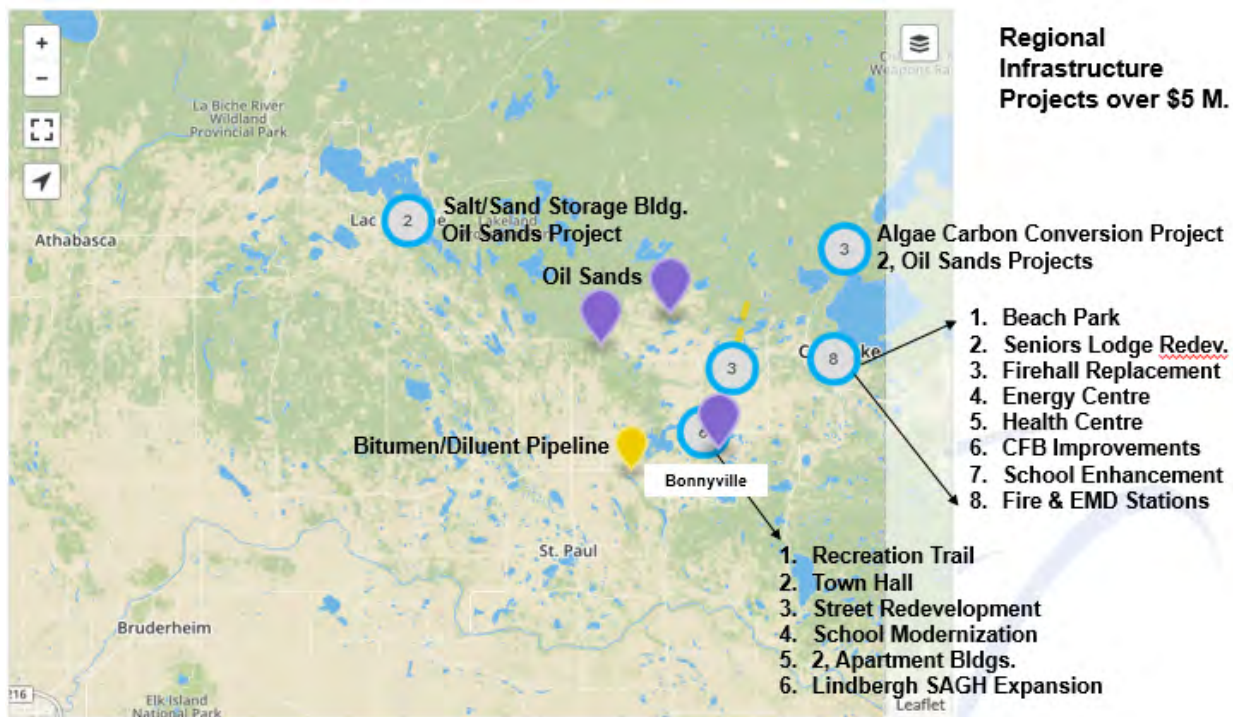 Regional
Infrastructure
Projects over $5 M.
+
−
La Biche River
Wildland
Provincial Park
Weapons
Lac
2
Salt/Sand Storage Bldg.
Lakeland
Oil Sands Project
Athabasca
3
Algae Carbon Conversion Project
2, Oil Sands Projects
Oil Sands
3
8
1. Beach Park
2. Seniors Lodge Redev.
3. Firehall Replacement
4. Energy Centre
5. Health Centre
6. CFB Improvements
7. School Enhancement
8. Fire & EMD Stations
Bitumen/Diluent Pipeline
Bonnyville
St. Paul
1. Recreation Trail
2. Town Hall
3. Street Redevelopment
4. School Modernization
5. 2, Apartment Bldgs.
6. Lindbergh SAGH Expansion
Bruderheim
216
Elk Island
National Park
Leaflet